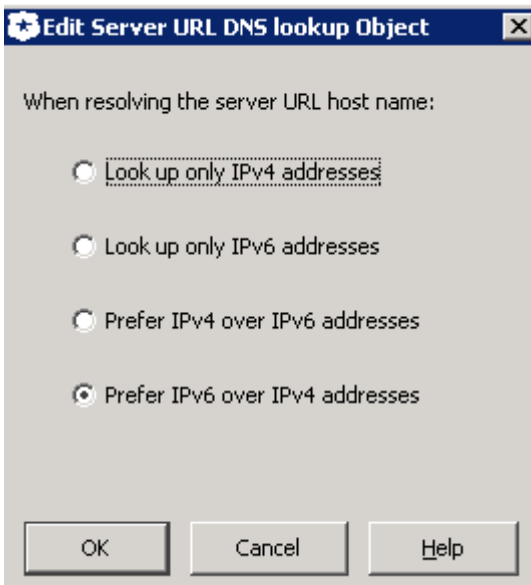 Edit Server URL DNS lookup Object
When resolving the server URL host name:
Look up only IPv4 addresses
Look up only IPv6 addresses
Prefer IPv4 over IPv6 addresses
Prefer IPv6 over IPv4 addresses
OK Cancel Help